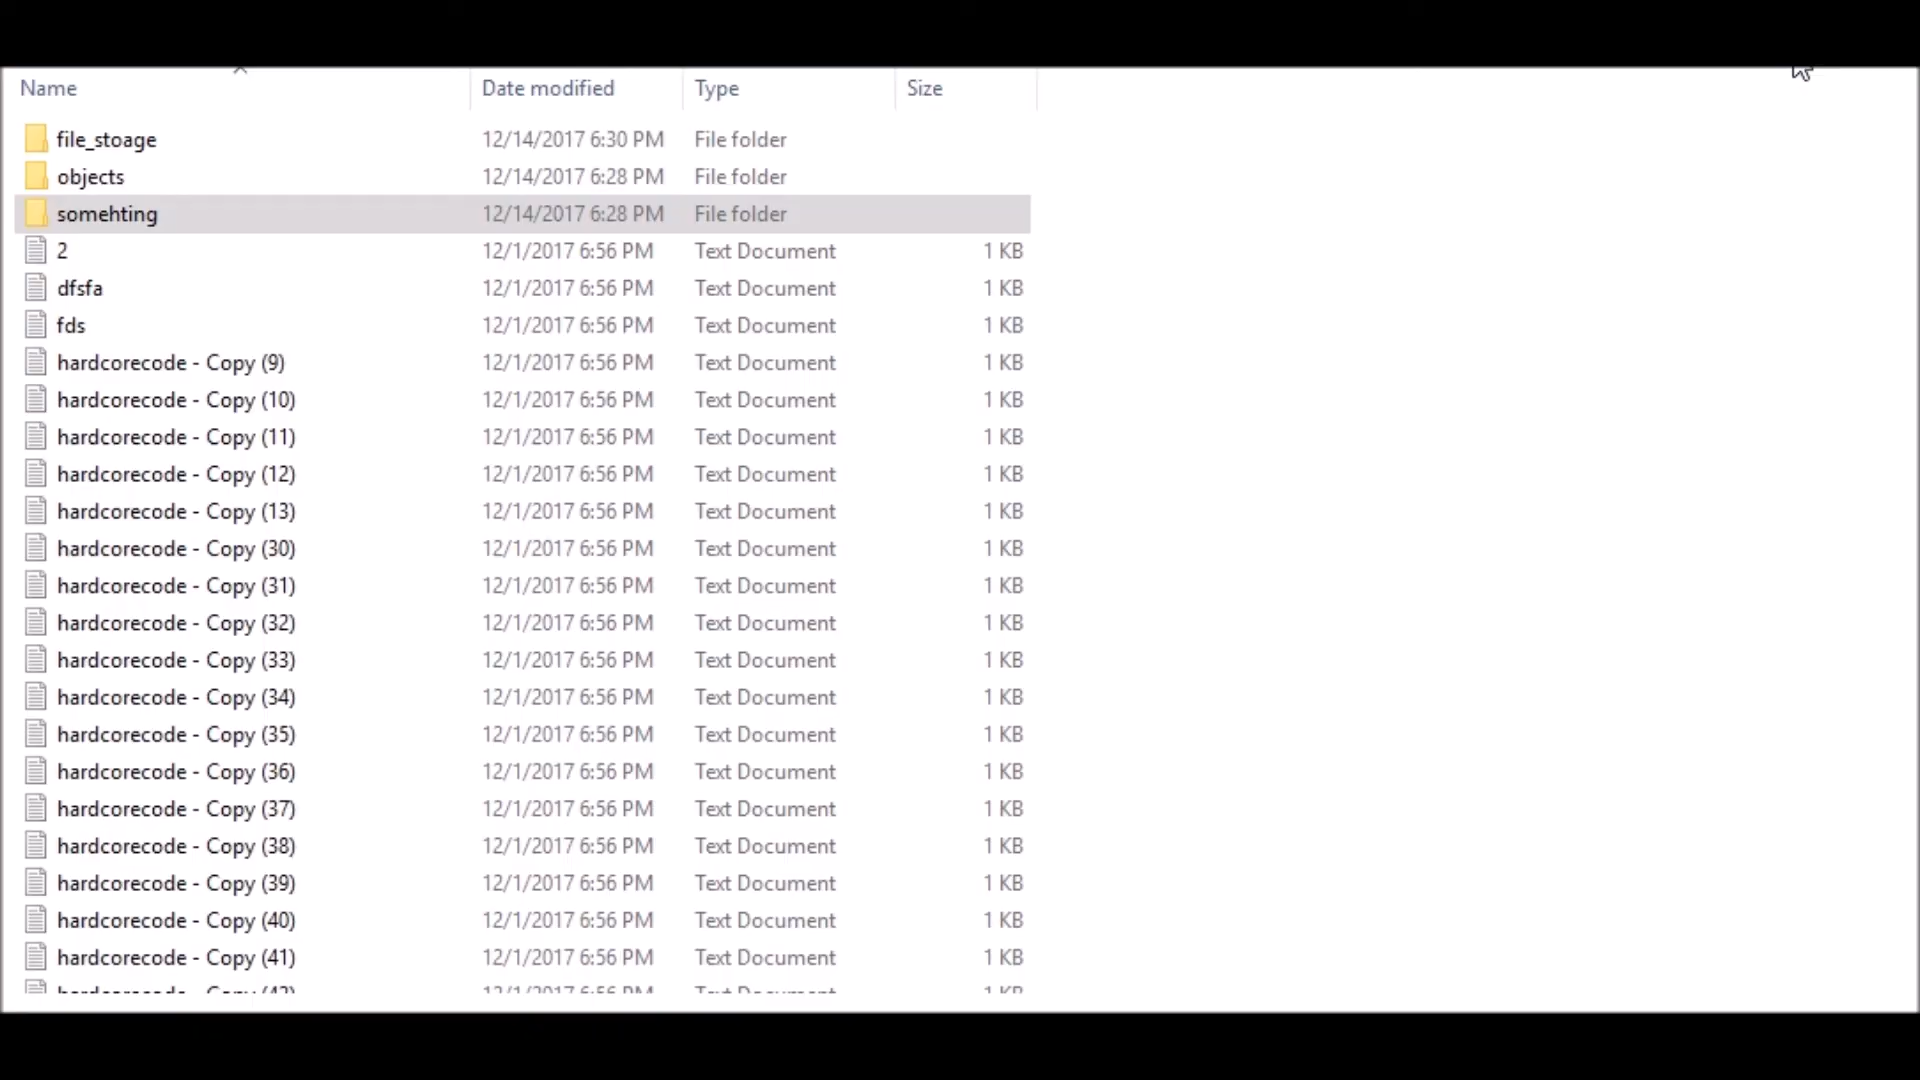 Name Date modified Type Size
file_stoage 12/14/2017 6:30 PM File folder
objects 12/14/2017 6:28 PM File folder
somehting 12/14/2017 6:28 PM File folder
2 12/1/2017 6:56 PM Text Document 1 KB
dfsfa 12/1/2017 6:56 PM Text Document 1 KB
fds 12/1/2017 6:56 PM Text Document 1 KB
hardcorecode - Copy (9) 12/1/2017 6:56 PM Text Document 1 KB
hardcorecode - Copy (10) 12/1/2017 6:56 PM Text Document 1 KB
hardcorecode - Copy (11) 12/1/2017 6:56 PM Text Document 1 KB
hardcorecode - Copy (12) 12/1/2017 6:56 PM Text Document 1 KB
hardcorecode - Copy (13) 12/1/2017 6:56 PM Text Document 1 KB
hardcorecode - Copy (30) 12/1/2017 6:56 PM Text Document 1 KB
hardcorecode - Copy (31) 12/1/2017 6:56 PM Text Document 1 KB
hardcorecode - Copy (32) 12/1/2017 6:56 PM Text Document 1 KB
hardcorecode - Copy (33) 12/1/2017 6:56 PM Text Document 1 KB
hardcorecode - Copy (34) 12/1/2017 6:56 PM Text Document 1 KB
hardcorecode - Copy (35) 12/1/2017 6:56 PM Text Document 1 KB
hardcorecode - Copy (36) 12/1/2017 6:56 PM Text Document 1 KB
hardcorecode - Copy (37) 12/1/2017 6:56 PM Text Document 1 KB
hardcorecode - Copy (38) 12/1/2017 6:56 PM Text Document 1 KB
hardcorecode - Copy (39) 12/1/2017 6:56 PM Text Document 1 KB
hardcorecode - Copy (40) 12/1/2017 6:56 PM Text Document 1 KB
hardcorecode - Copy (41) 12/1/2017 6:56 PM Text Document 1 KB